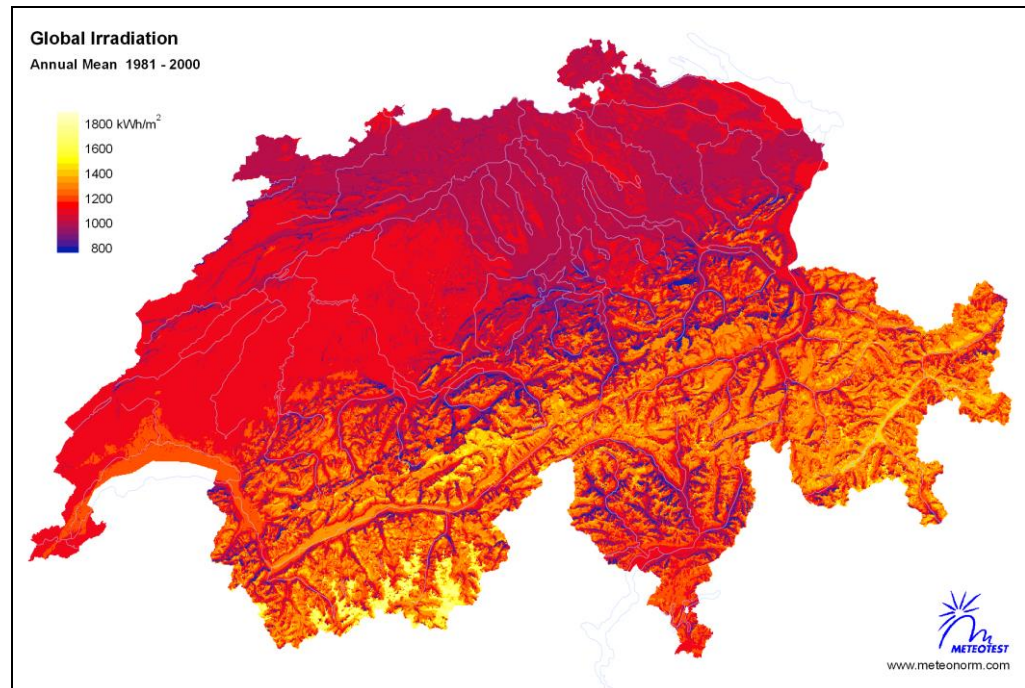 Global Irradiation
Annual Mean 1981 - 2000
1800 kWh/m²
1600
1400
1200
1000
800
METEOTEST
www.meteonorm.com